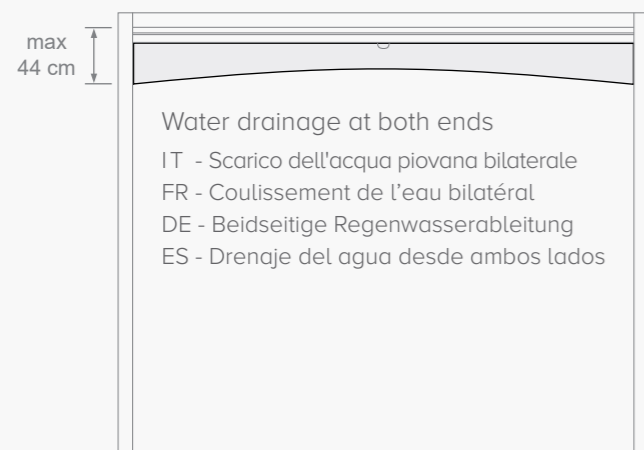 max
44 cm
Water drainage at both ends
IT - Scarico dell'acqua piovana bilaterale
FR - Coulissement de l’eau bilatéral
DE - Beidseitige Regenwasserableitung
ES - Drenaje del agua desde ambos lados